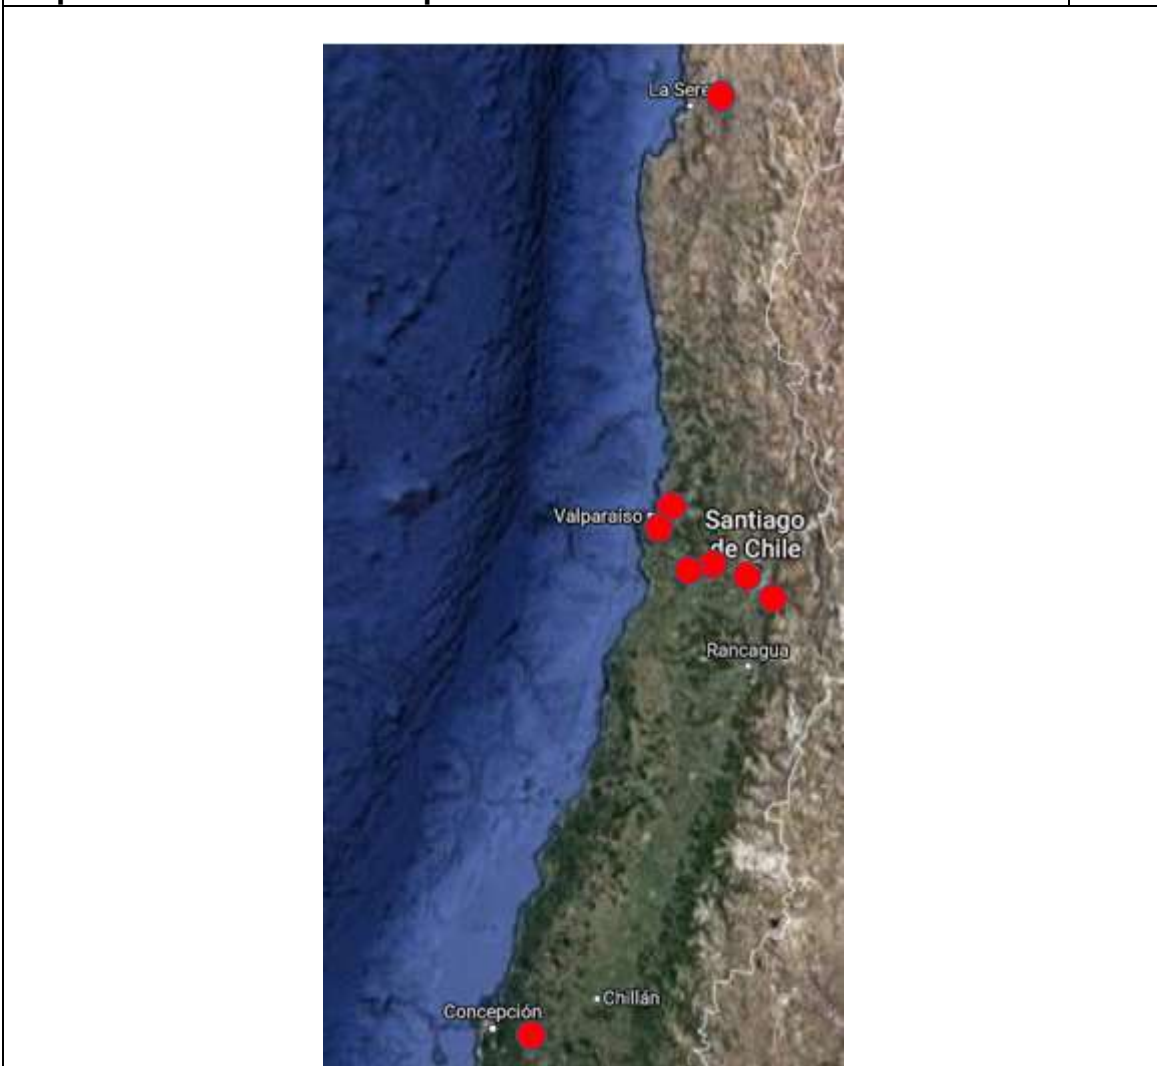 La Sere
Valparaíso
Santiago
de Chile
Rancagua
Chillán
Concepción